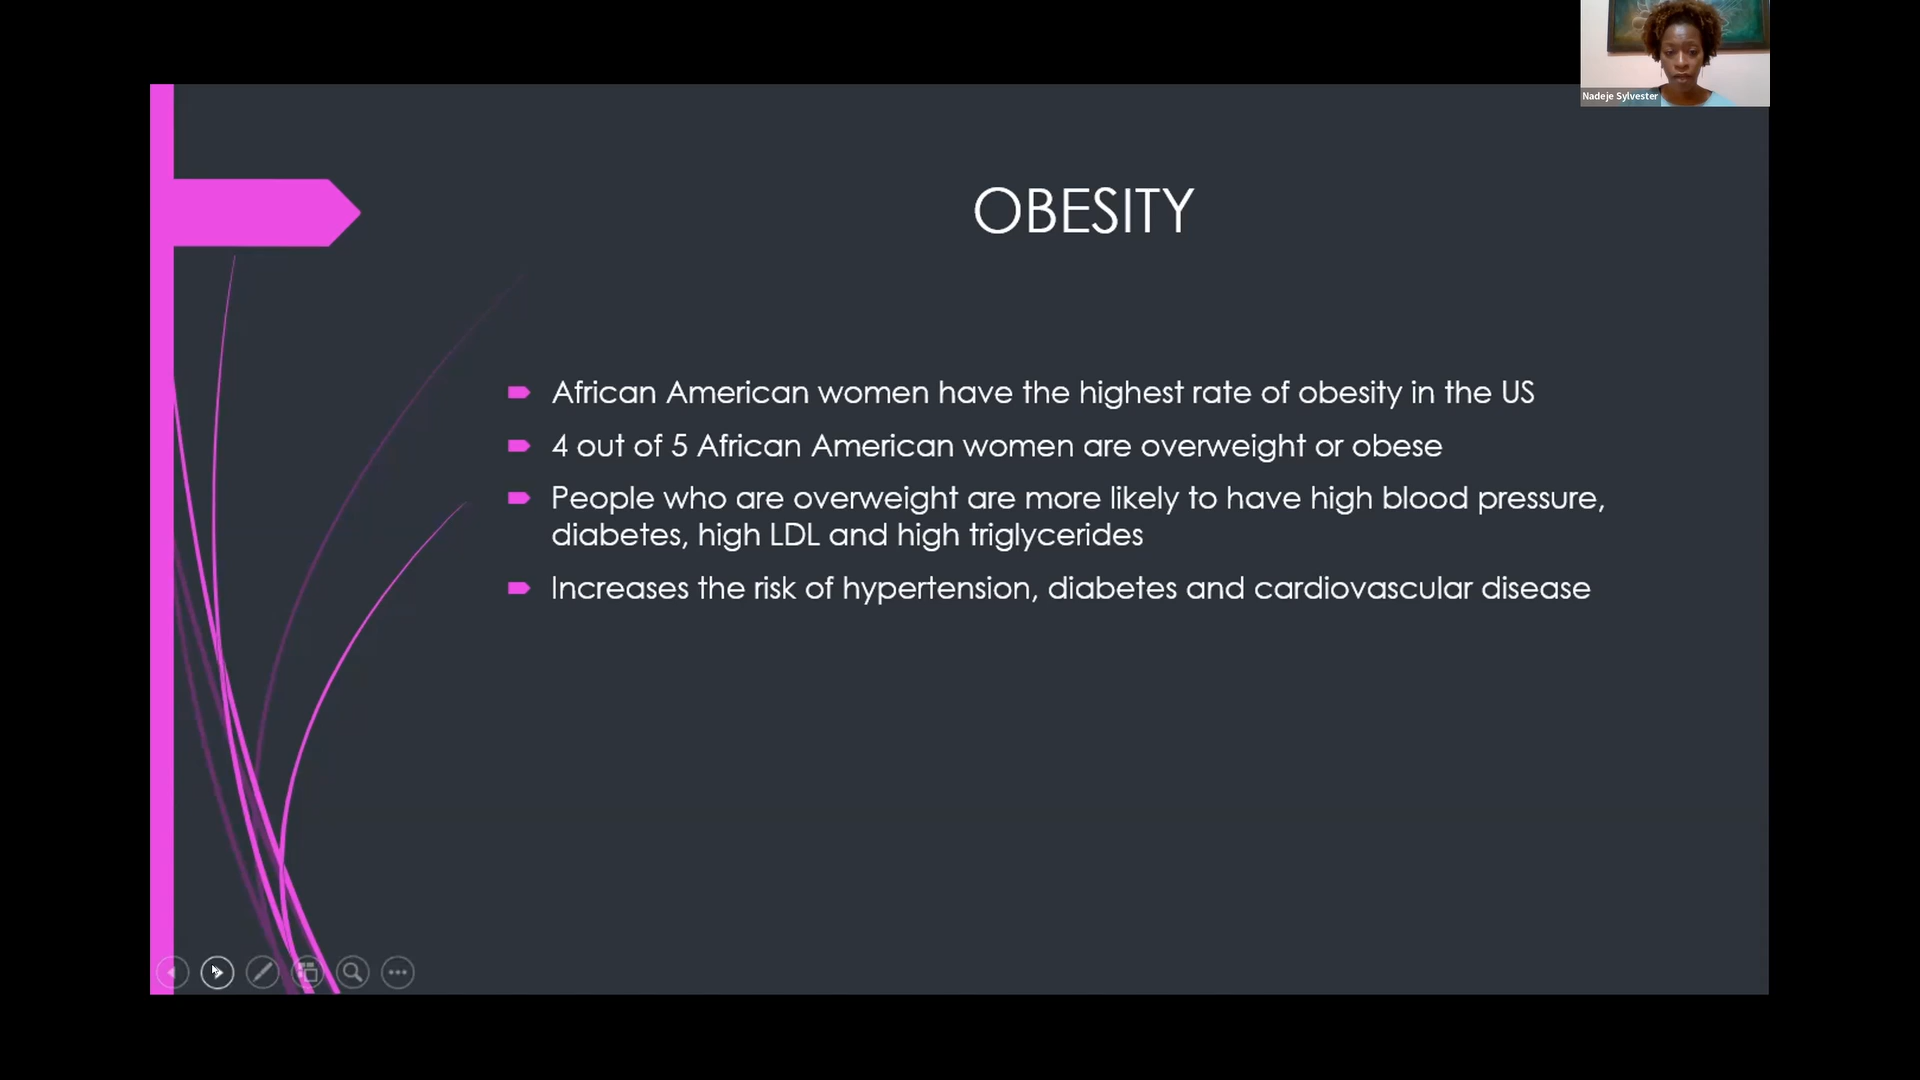 Nadeje Sylvester
OBESITY
African American women have the highest rate of obesity in the US
4 out of 5 African American women are overweight or obese
People who are overweight are more likely to have high blood pressure,
diabetes, high LDL and high triglycerides
Increases the risk of hypertension, diabetes and cardiovascular disease